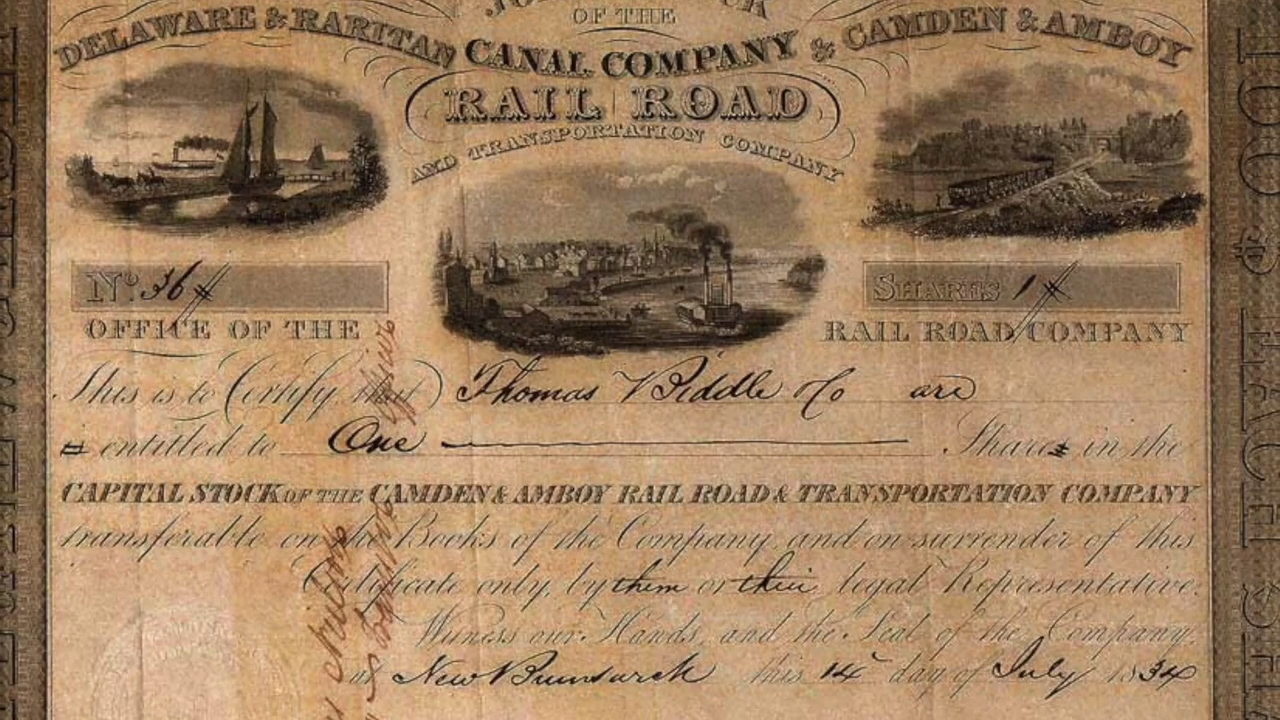 OF THE
DELAWARE & RARITAN CANAL COMPANY & CAMDEN & AMBOY
RAIL ROAD
AND TRANSPORTATION COMPANY
No. 36 SHARES 1
OFFICE OF THE RAIL ROAD COMPANY
This is to Certify, that Thomas Biddle & Co are
entitled to One Shares in the
CAPITAL STOCK OF THE CAMDEN & AMBOY RAIL ROAD & TRANSPORTATION COMPANY
transferable on the Books of the Company, and on surrender of this
Certificate only, by them or their legal Representative.
Witness our Hands, and the Seal of the Company,
at New Brunswick this 14 day of July 1834